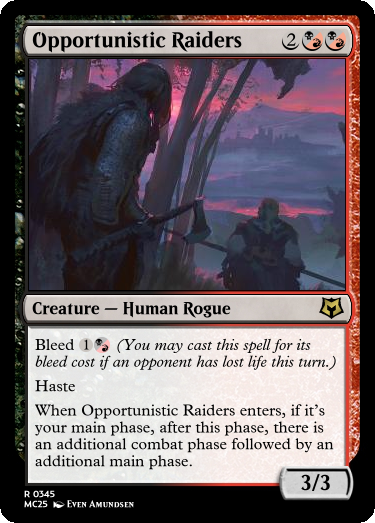 Opportunistic Raiders 2
Creature — Human Rogue
Bleed 1 (You may cast this spell for its
bleed cost if an opponent has lost life this turn.)
Haste
When Opportunistic Raiders enters, if it's
your main phase, after this phase, there is
an additional combat phase followed by an
additional main phase.
3/3
R 0345
MC25 Even Amundsen